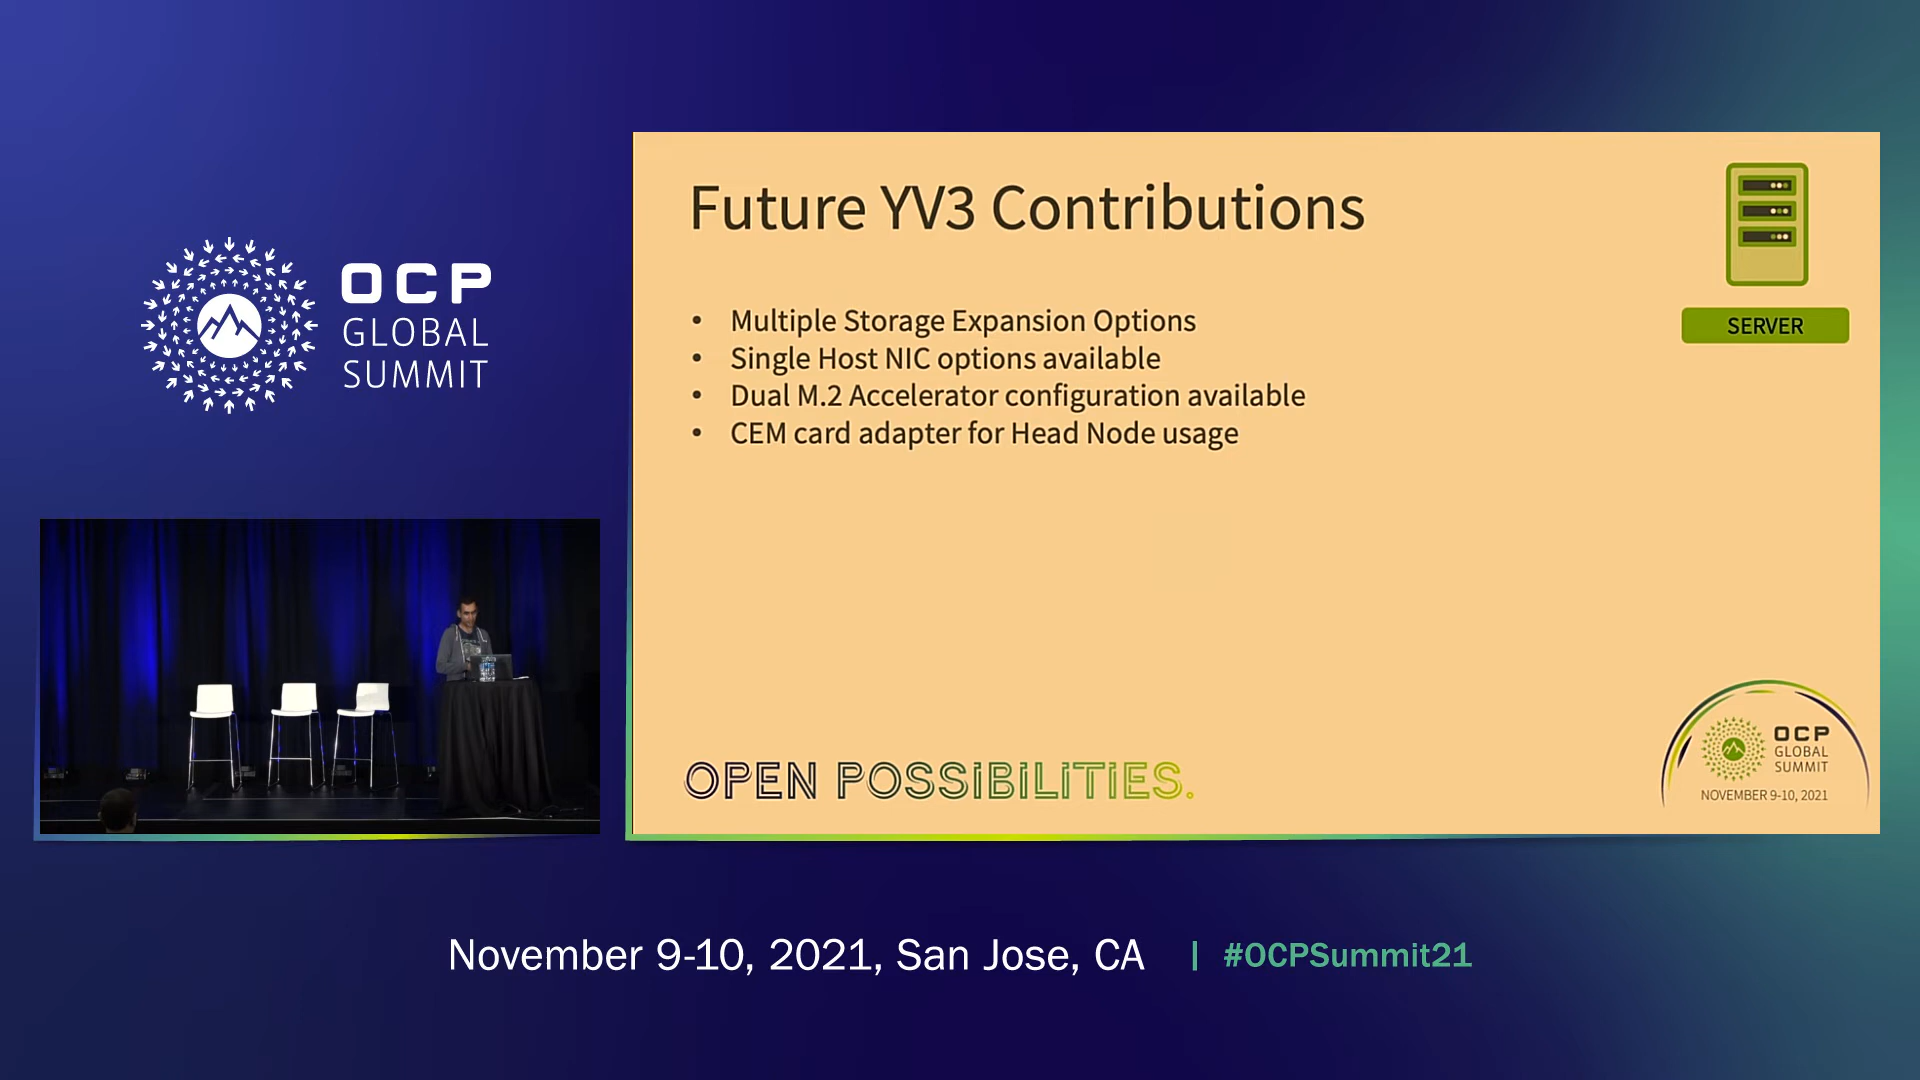 OCP
GLOBAL
SUMMIT
Future YV3 Contributions
SERVER
• Multiple Storage Expansion Options
• Single Host NIC options available
• Dual M.2 Accelerator configuration available
• CEM card adapter for Head Node usage
OPEN POSSIBILITIES.
OCP
GLOBAL
SUMMIT
NOVEMBER 9-10, 2021
November 9-10, 2021, San Jose, CA | #OCPSummit21